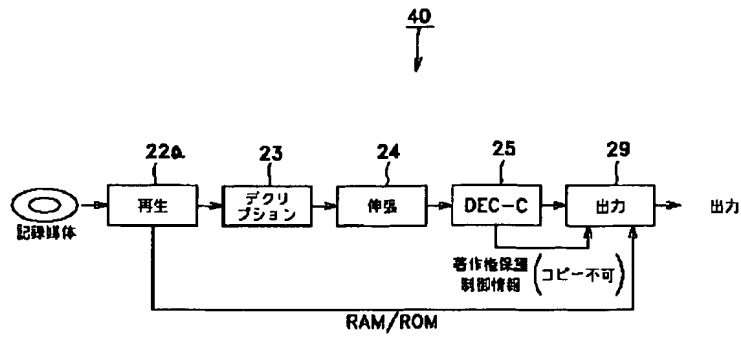 40
22a
23
24
25
29
記録媒体
再生
デクリ
プション
伸張
DEC-C
出力
出力
著作権保護
制御情報
(コピー不可)
RAM/ROM